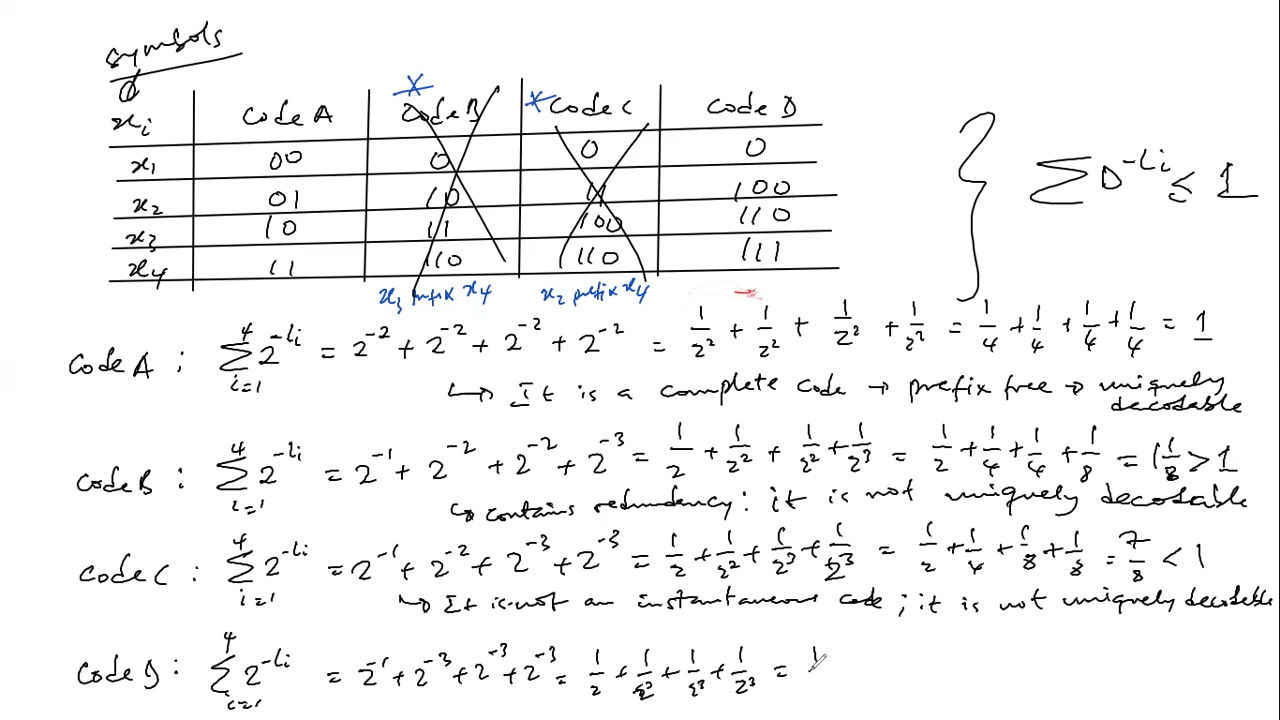 symbols
xi | Code A | Code B | Code C | Code D
x1 | 00 | 0 | 0 | 0
x2 | 01 | 10 | 11 | 100
x3 | 10 | 11 | 100 | 110
x4 | 11 | 110 | 110 | 111
x3 prefix x4 x2 prefix x4
} ∑ D^-Li ≤ 1
Code A ; ∑_{i=1}^{4} 2^-Li = 2^-2 + 2^-2 + 2^-2 + 2^-2 = 1/2^2 + 1/2^2 + 1/2^2 + 1/2^2 = 1/4 + 1/4 + 1/4 + 1/4 = 1
↳ It is a complete code → prefix free → uniquely decodable
Code B : ∑_{i=1}^{4} 2^-Li = 2^-1 + 2^-2 + 2^-2 + 2^-3 = 1/2 + 1/2^2 + 1/2^2 + 1/2^3 = 1/2 + 1/4 + 1/4 + 1/8 = 1 1/8 > 1
↳ contains redundancy : it is not uniquely decodable
Code C : ∑_{i=1}^{4} 2^-Li = 2^-1 + 2^-2 + 2^-3 + 2^-3 = 1/2 + 1/2^2 + 1/2^3 + 1/2^3 = 1/2 + 1/4 + 1/8 + 1/8 = 7/8 < 1
↳ It is not an instantaneous code ; it is not uniquely decodable
Code D : ∑_{i=1}^{4} 2^-Li = 2^-1 + 2^-3 + 2^-3 + 2^-3 = 1/2 + 1/2^3 + 1/2^3 + 1/2^3 = 1